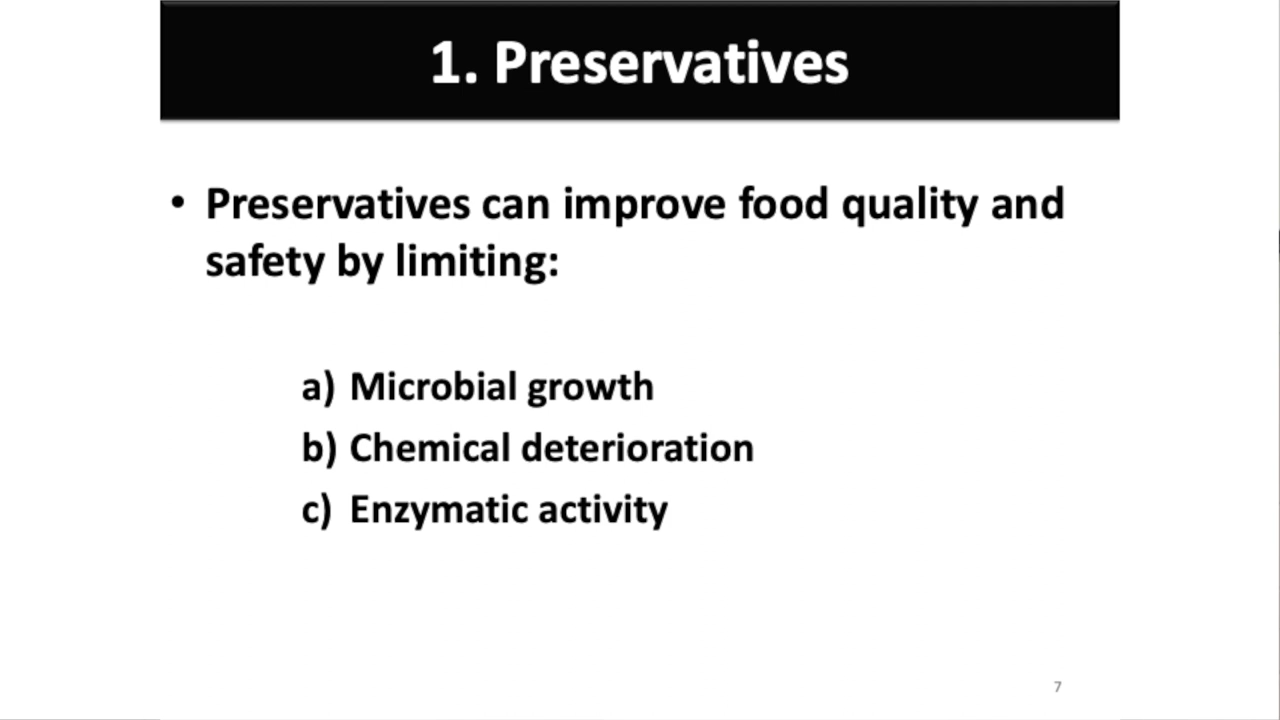 1. Preservatives
• Preservatives can improve food quality and
safety by limiting:
a) Microbial growth
b) Chemical deterioration
c) Enzymatic activity
7